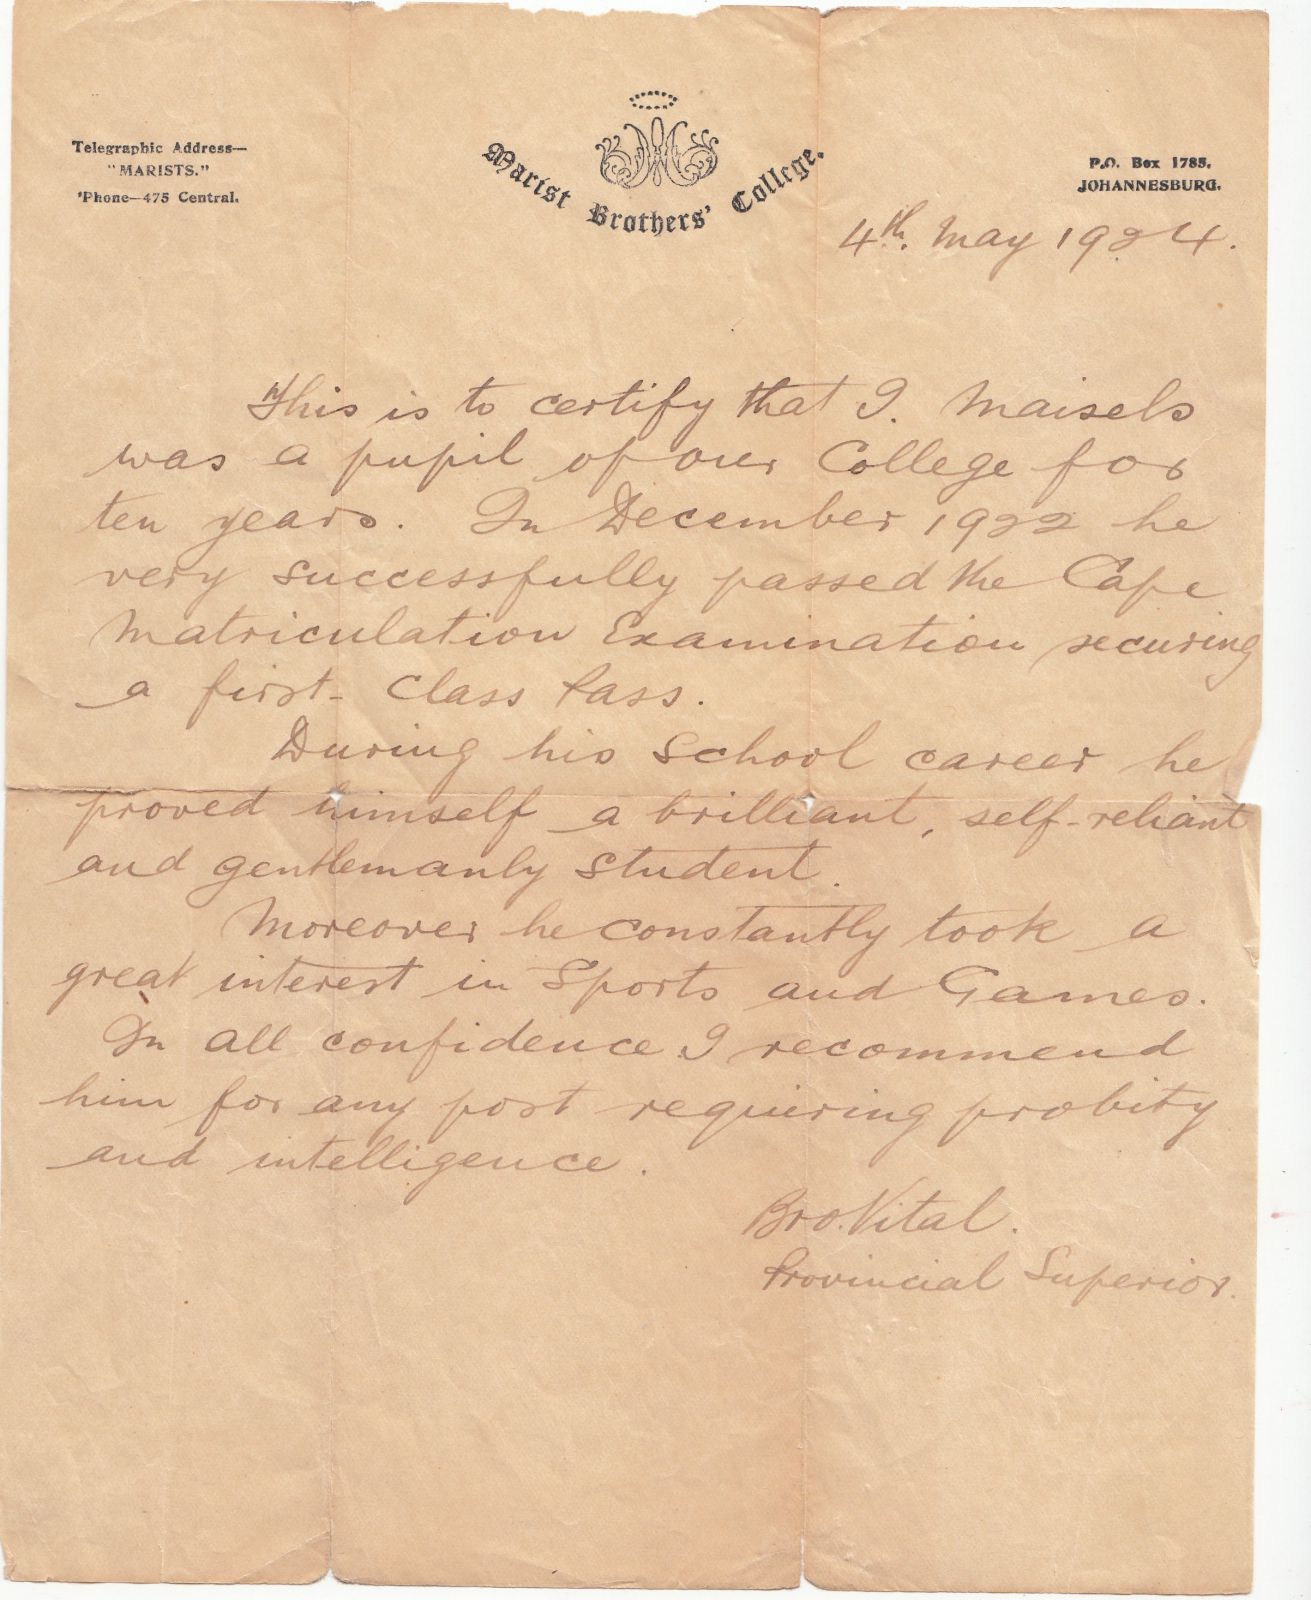 Telegraphic Address—
"MARISTS."
'Phone—475 Central.
Marist Brothers' College.
P.O. Box 1785,
JOHANNESBURG.
4th. May 1924.
This is to certify that I. Maisels
was a pupil of our College for
ten years. In December 1922 he
very successfully passed the Cape
Matriculation Examination securing
a first-Class Pass.
During his School career he
proved himself a brilliant, self-reliant
and gentlemanly student.
Moreover he constantly took a
great interest in Sports and Games.
In all confidence I recommend
him for any post requiring probity
and intelligence.
Bro. Vital.
Provincial Superior.